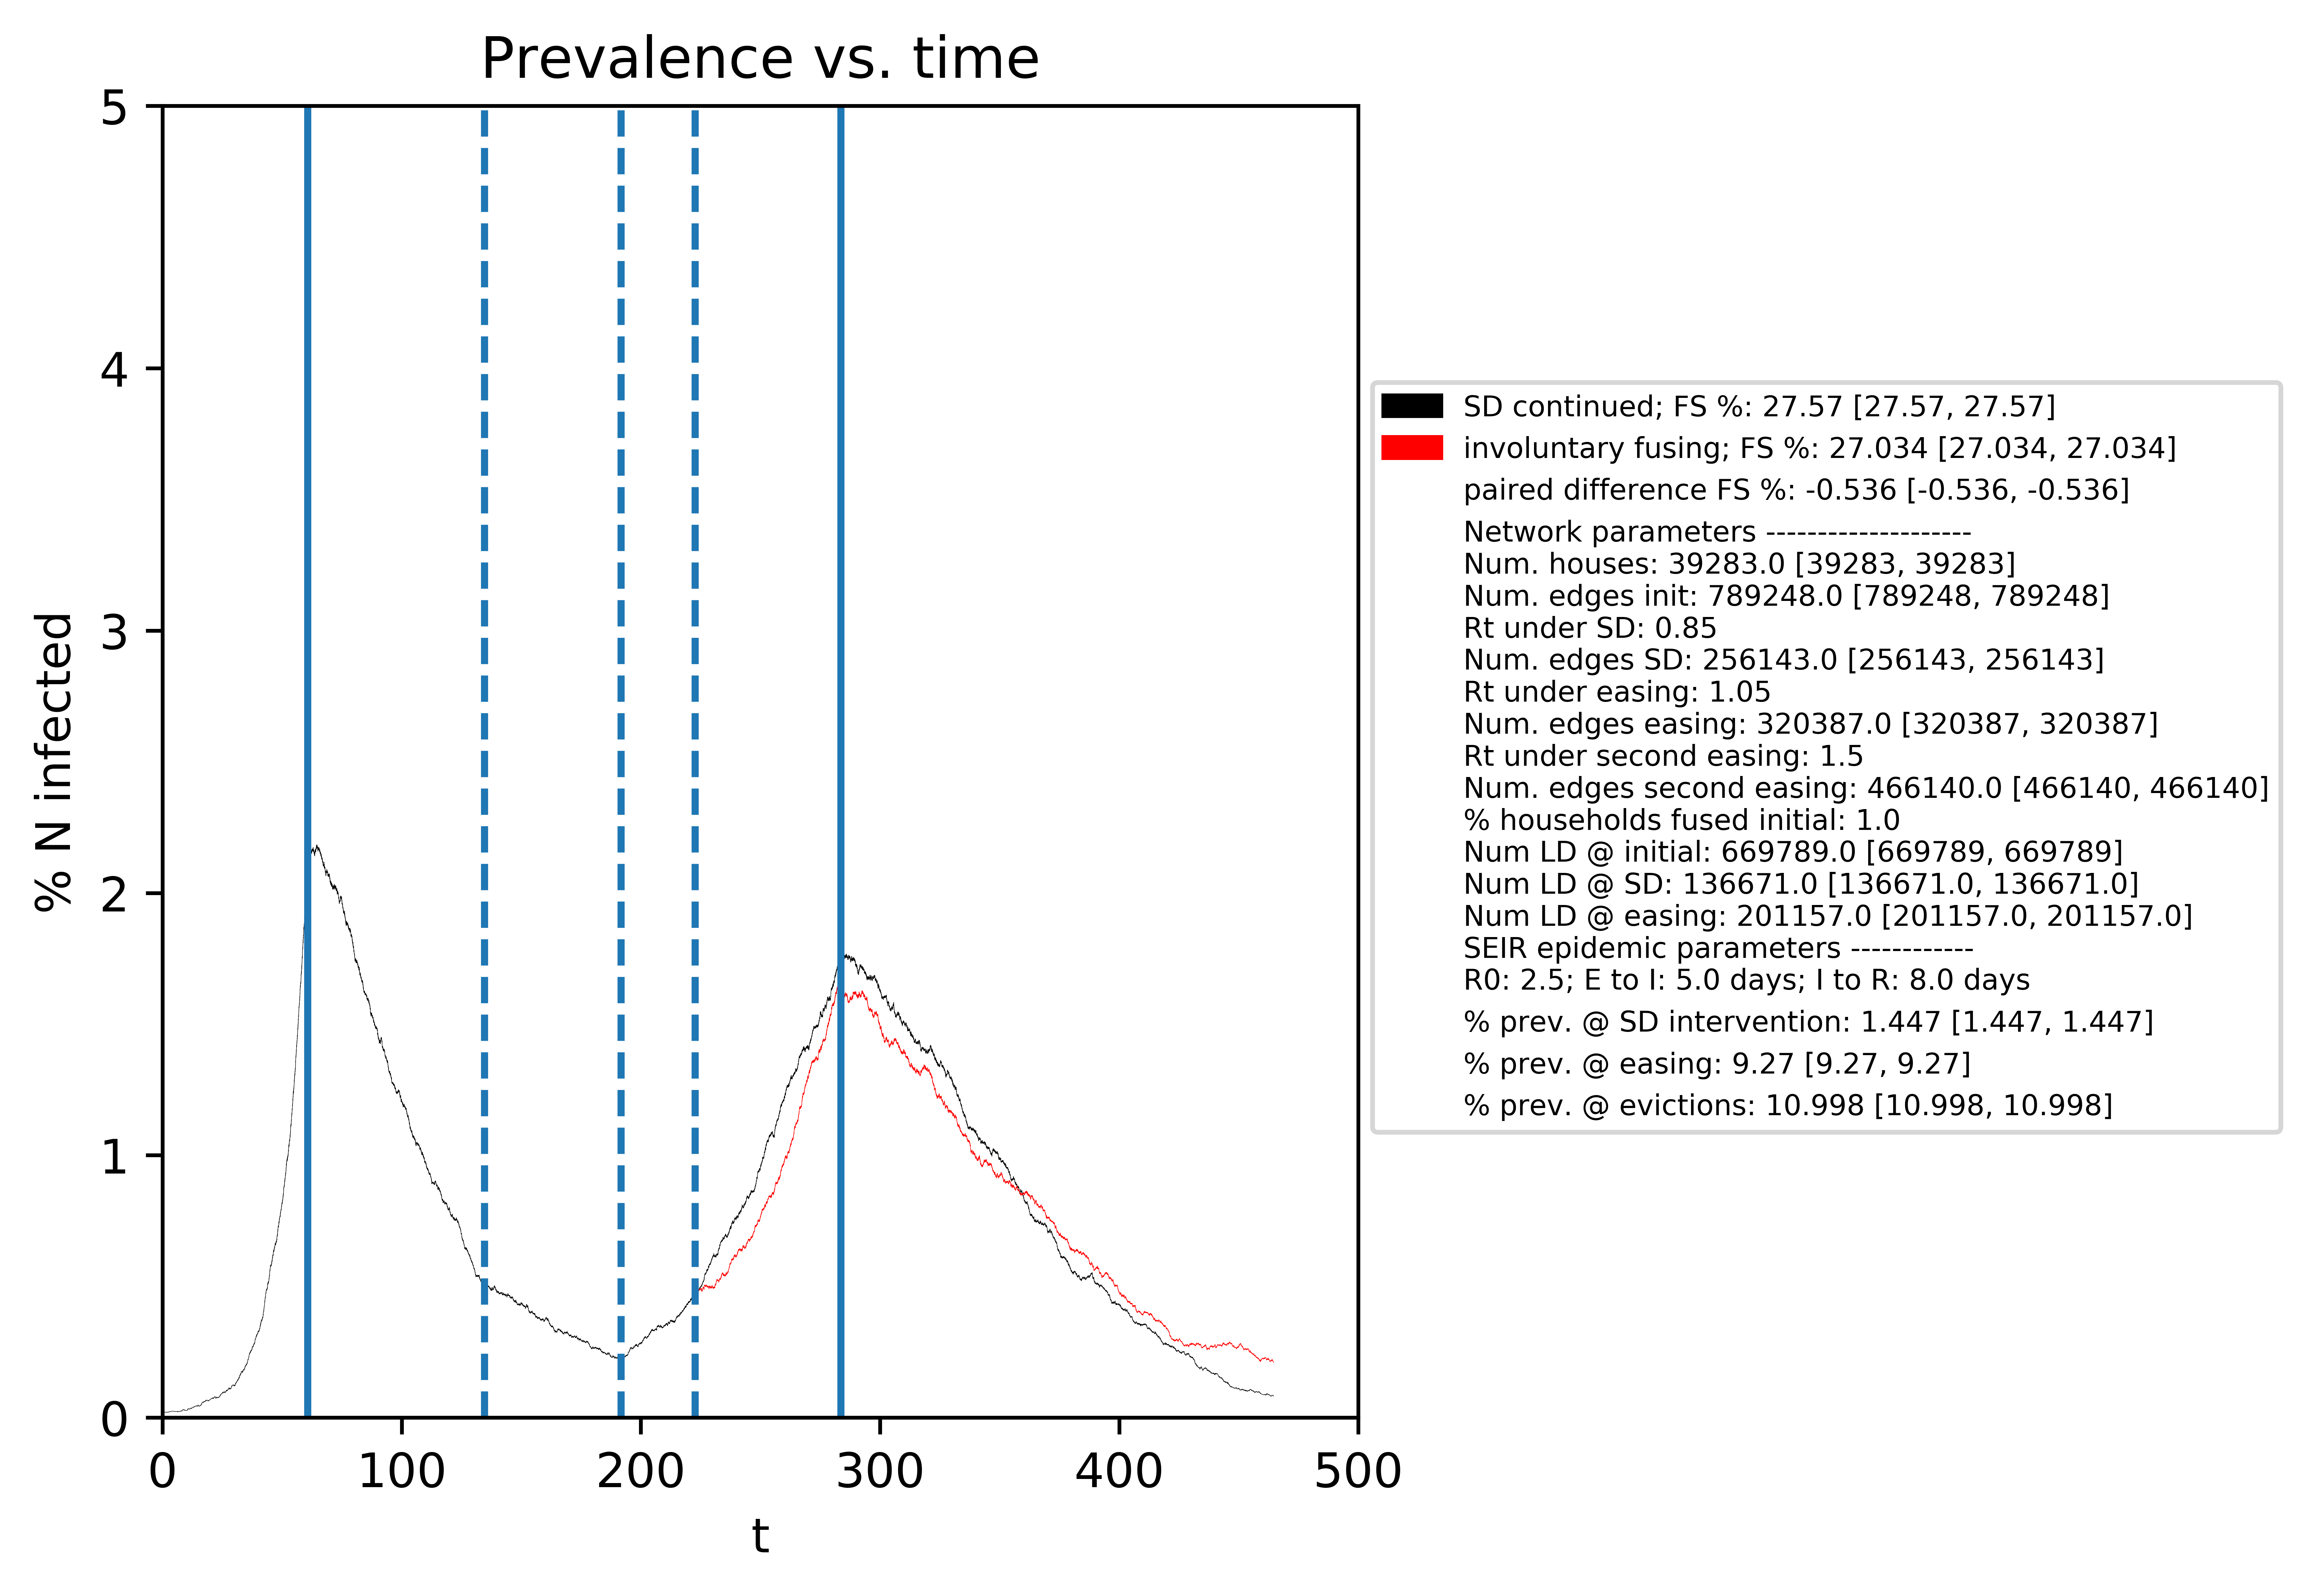 Prevalence vs. time
5
4
3
2
1
0
% N infected
0 100 200 300 400 500
t
SD continued; FS %: 27.57 [27.57, 27.57]
involuntary fusing; FS %: 27.034 [27.034, 27.034]
paired difference FS %: -0.536 [-0.536, -0.536]
Network parameters --------------------
Num. houses: 39283.0 [39283, 39283]
Num. edges init: 789248.0 [789248, 789248]
Rt under SD: 0.85
Num. edges SD: 256143.0 [256143, 256143]
Rt under easing: 1.05
Num. edges easing: 320387.0 [320387, 320387]
Rt under second easing: 1.5
Num. edges second easing: 466140.0 [466140, 466140]
% households fused initial: 1.0
Num LD @ initial: 669789.0 [669789, 669789]
Num LD @ SD: 136671.0 [136671.0, 136671.0]
Num LD @ easing: 201157.0 [201157.0, 201157.0]
SEIR epidemic parameters ------------
R0: 2.5; E to I: 5.0 days; I to R: 8.0 days
% prev. @ SD intervention: 1.447 [1.447, 1.447]
% prev. @ easing: 9.27 [9.27, 9.27]
% prev. @ evictions: 10.998 [10.998, 10.998]